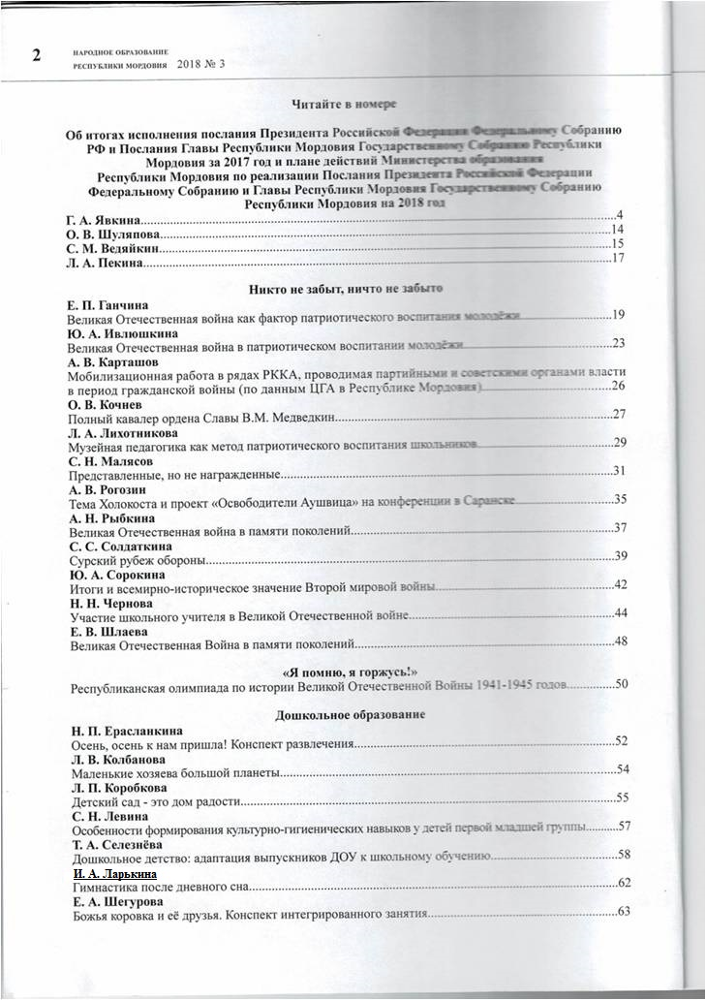 2
НАРОДНОЕ ОБРАЗОВАНИЕ
РЕСПУБЛИКИ МОРДОВИЯ 2018 № 3
Читайте в номере
Об итогах исполнения послания Президента Российской Федерации Федеральному Собранию
РФ и Послания Главы Республики Мордовия Государственному Собранию Республики
Мордовия за 2017 год и плане действий Министерства образования
Республики Мордовия по реализации Послания Президента Российской Федерации
Федеральному Собранию и Главы Республики Мордовия Государственному Собранию
Республики Мордовия на 2018 год
Г. А. Явкина...4
О. В. Шуляпова...14
С. М. Ведяйкин...15
Л. А. Пекина...17
Никто не забыт, ничто не забыто
Е. П. Ганчина
Великая Отечественная война как фактор патриотического воспитания молодёжи...19
Ю. А. Ивлюшкина
Великая Отечественная война в патриотическом воспитании молодёжи...23
А. В. Карташов
Мобилизационная работа в рядах РККА, проводимая партийными и советскими органами власти
в период гражданской войны (по данным ЦГА в Республике Мордовия)...26
О. В. Кочнев
Полный кавалер ордена Славы В.М. Медведкин...27
Л. А. Лихотникова
Музейная педагогика как метод патриотического воспитания школьников...29
С. Н. Малясов
Представленные, но не награжденные...31
А. В. Рогозин
Тема Холокоста и проект «Освободители Аушвица» на конференции в Саранске...35
А. Н. Рыбкина
Великая Отечественная война в памяти поколений...37
С. С. Солдаткина
Сурский рубеж обороны...39
Ю. А. Сорокина
Итоги и всемирно-историческое значение Второй мировой войны...42
Н. Н. Чернова
Участие школьного учителя в Великой Отечественной войне...44
Е. В. Шлаева
Великая Отечественная Война в памяти поколений...48
«Я помню, я горжусь!»
Республиканская олимпиада по истории Великой Отечественной Войны 1941-1945 годов...50
Дошкольное образование
Н. П. Ерасланкина
Осень, осень к нам пришла! Конспект развлечения...52
Л. В. Колбанова
Маленькие хозяева большой планеты...54
Л. П. Коробкова
Детский сад - это дом радости...55
С. Н. Левина
Особенности формирования культурно-гигиенических навыков у детей первой младшей группы...57
Т. А. Селезнёва
Дошкольное детство: адаптация выпускников ДОУ к школьному обучению...58
И. А. Ларькина
Гимнастика после дневного сна...62
Е. А. Шегурова
Божья коровка и её друзья. Конспект интегрированного занятия...63